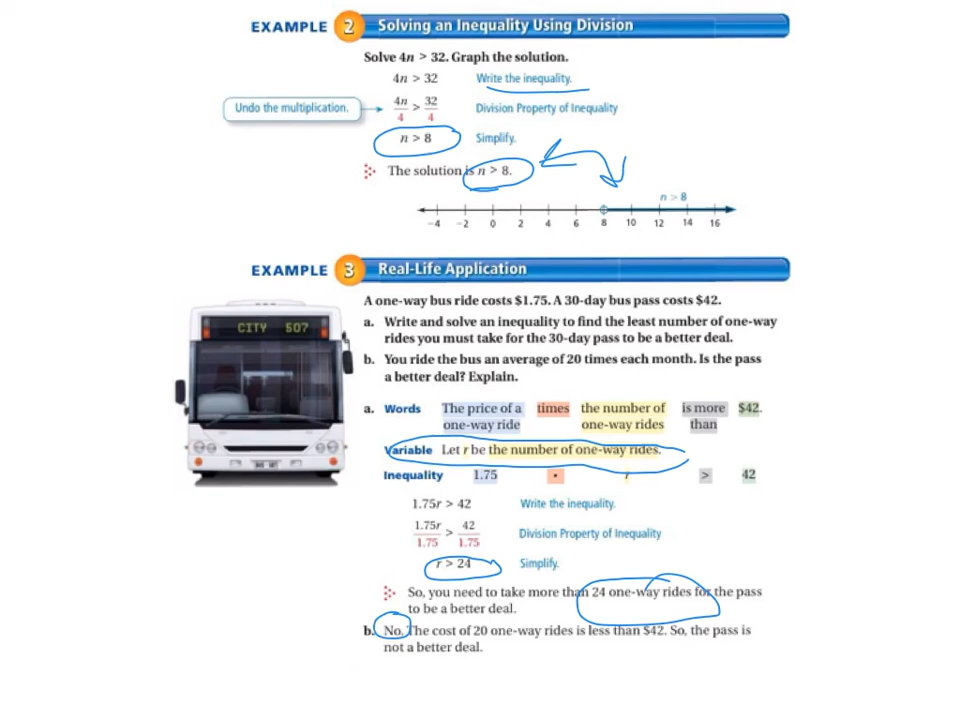 EXAMPLE 2 Solving an Inequality Using Division
Solve 4n > 32. Graph the solution.
4n > 32 Write the inequality.
Undo the multiplication. 4n/4 > 32/4 Division Property of Inequality
n > 8 Simplify.
The solution is n > 8.
n > 8
−4 −2 0 2 4 6 8 10 12 14 16
EXAMPLE 3 Real-Life Application
A one-way bus ride costs $1.75. A 30-day bus pass costs $42.
a. Write and solve an inequality to find the least number of one-way
rides you must take for the 30-day pass to be a better deal.
b. You ride the bus an average of 20 times each month. Is the pass
a better deal? Explain.
CITY 507
a. Words The price of a one-way ride times the number of one-way rides is more than $42.
Variable Let r be the number of one-way rides.
Inequality 1.75 • r > 42
1.75r > 42 Write the inequality.
1.75r/1.75 > 42/1.75 Division Property of Inequality
r > 24 Simplify.
So, you need to take more than 24 one-way rides for the pass
to be a better deal.
b. No. The cost of 20 one-way rides is less than $42. So, the pass is
not a better deal.